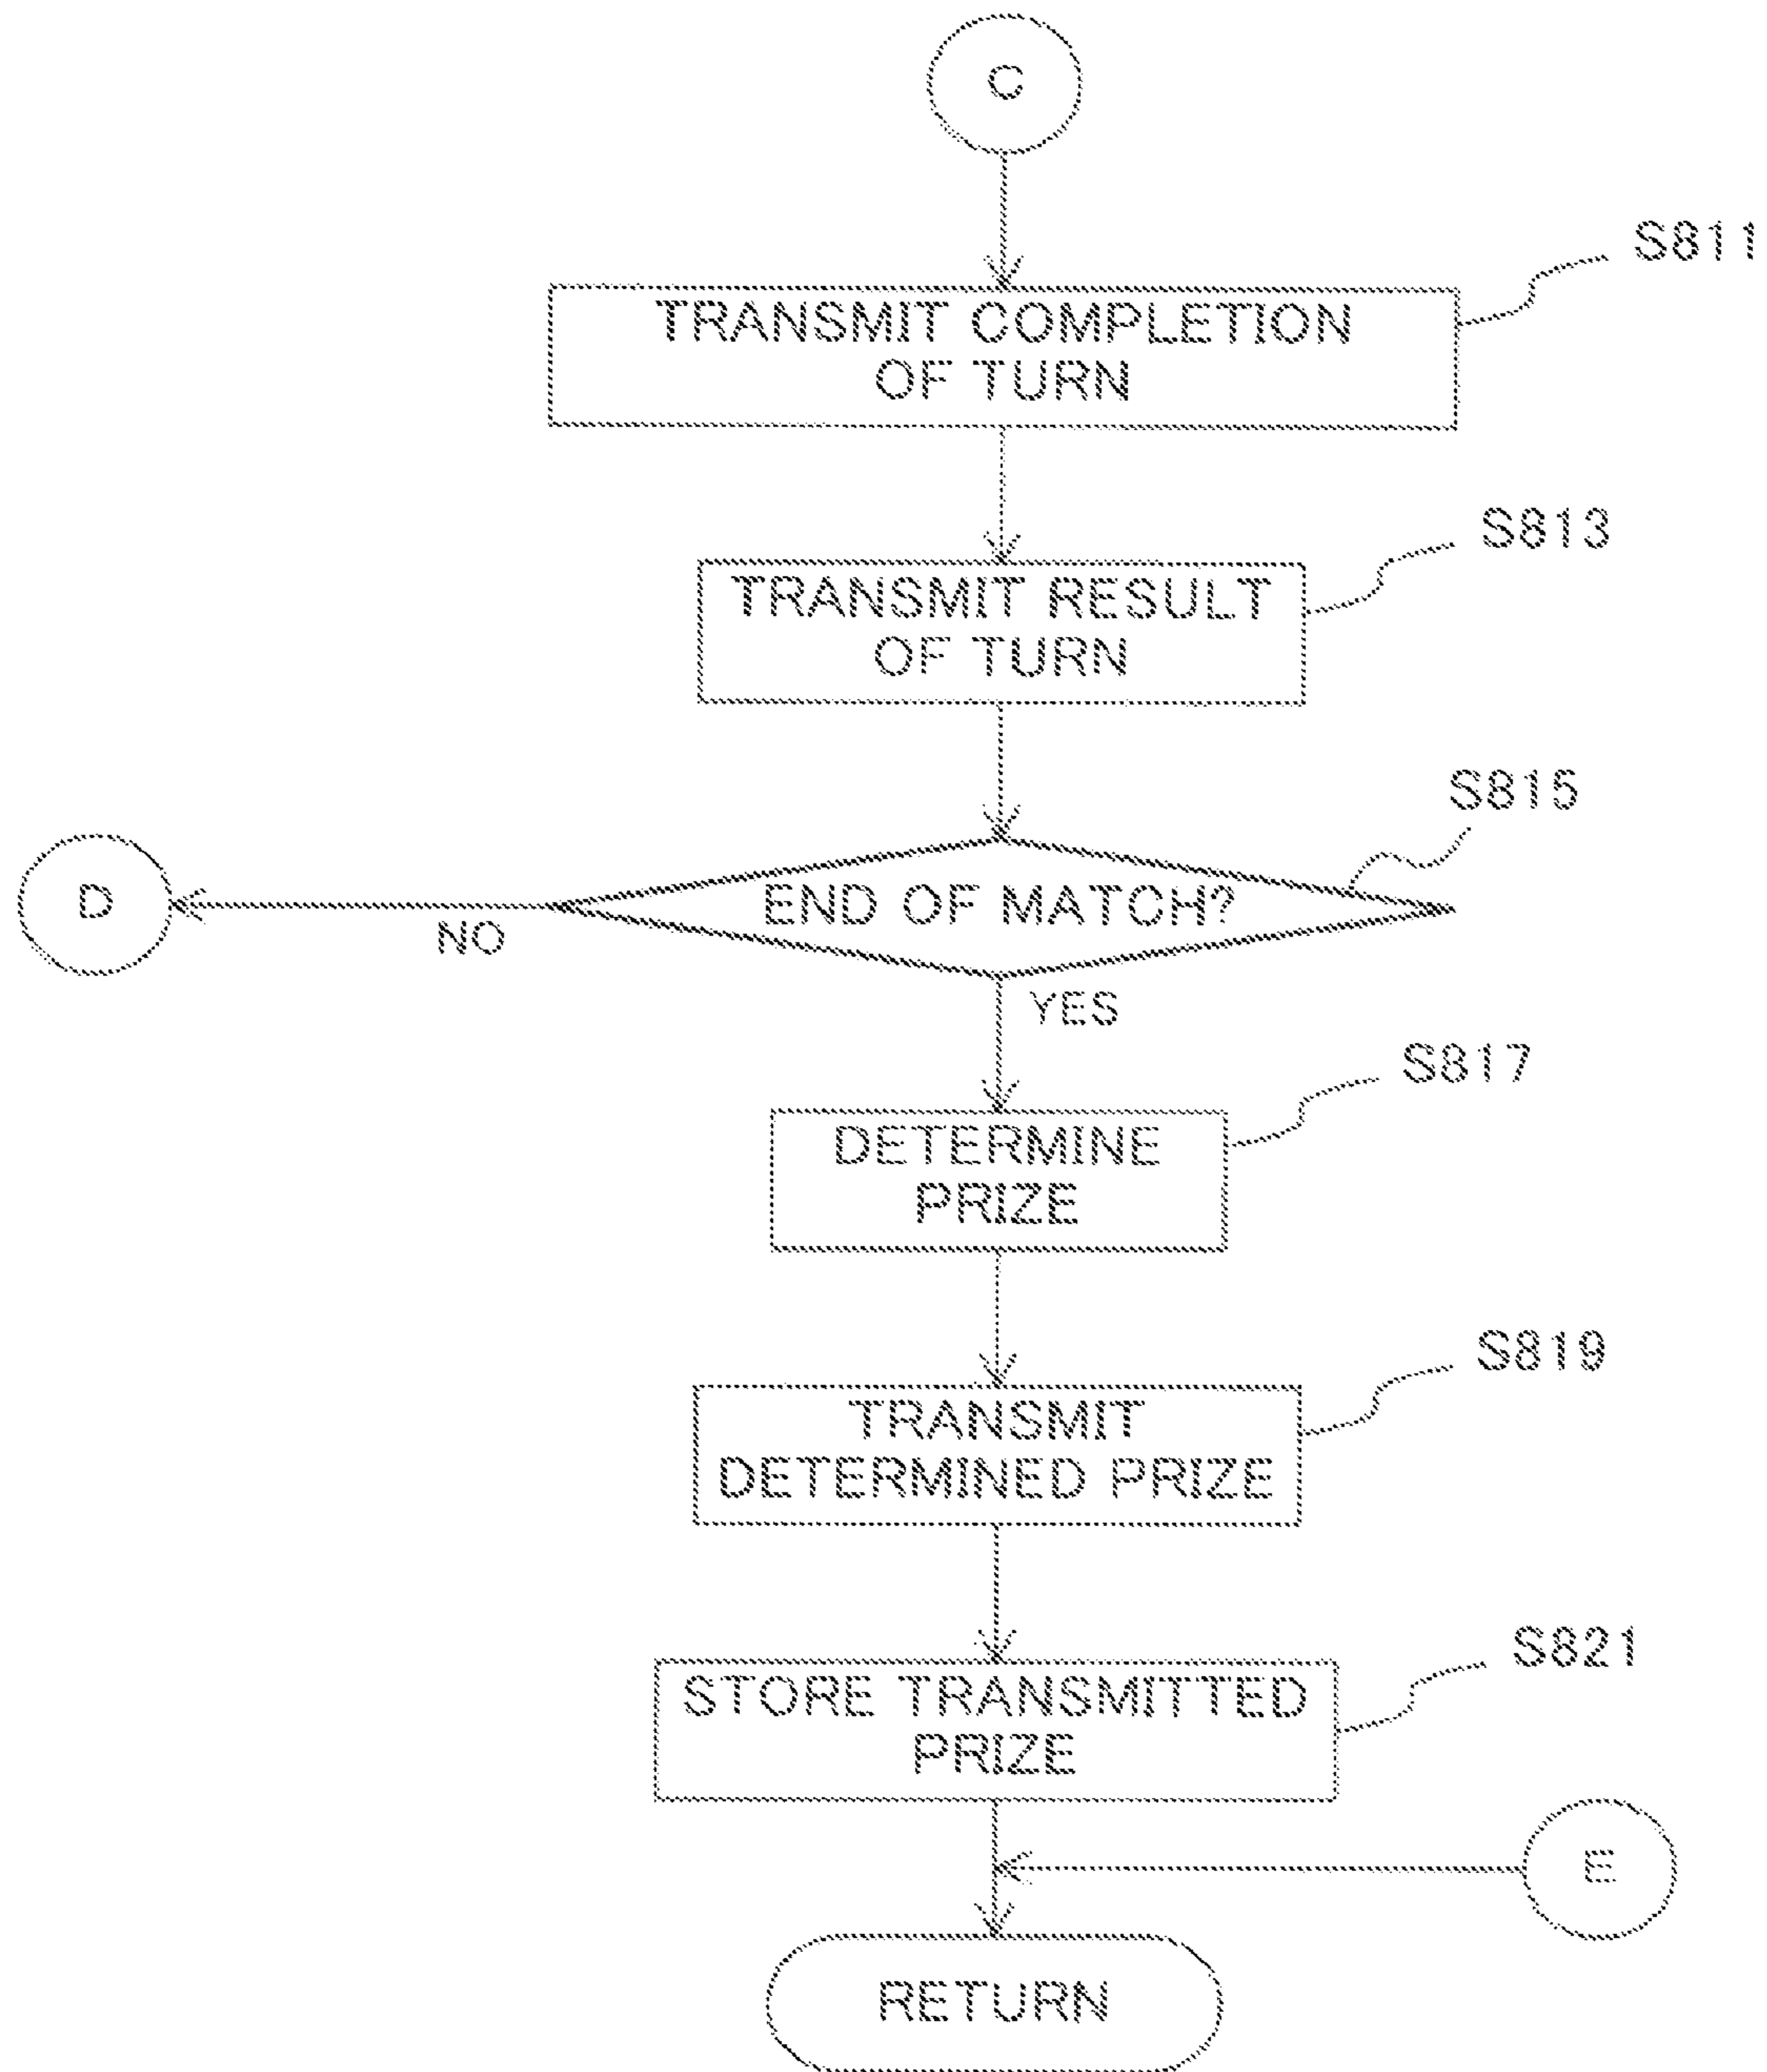 C
S811
TRANSMIT COMPLETION
OF TURN
S813
TRANSMIT RESULT
OF TURN
S815
END OF MATCH?
D
NO
YES
S817
DETERMINE
PRIZE
S819
TRANSMIT
DETERMINED PRIZE
S821
STORE TRANSMITTED
PRIZE
E
RETURN